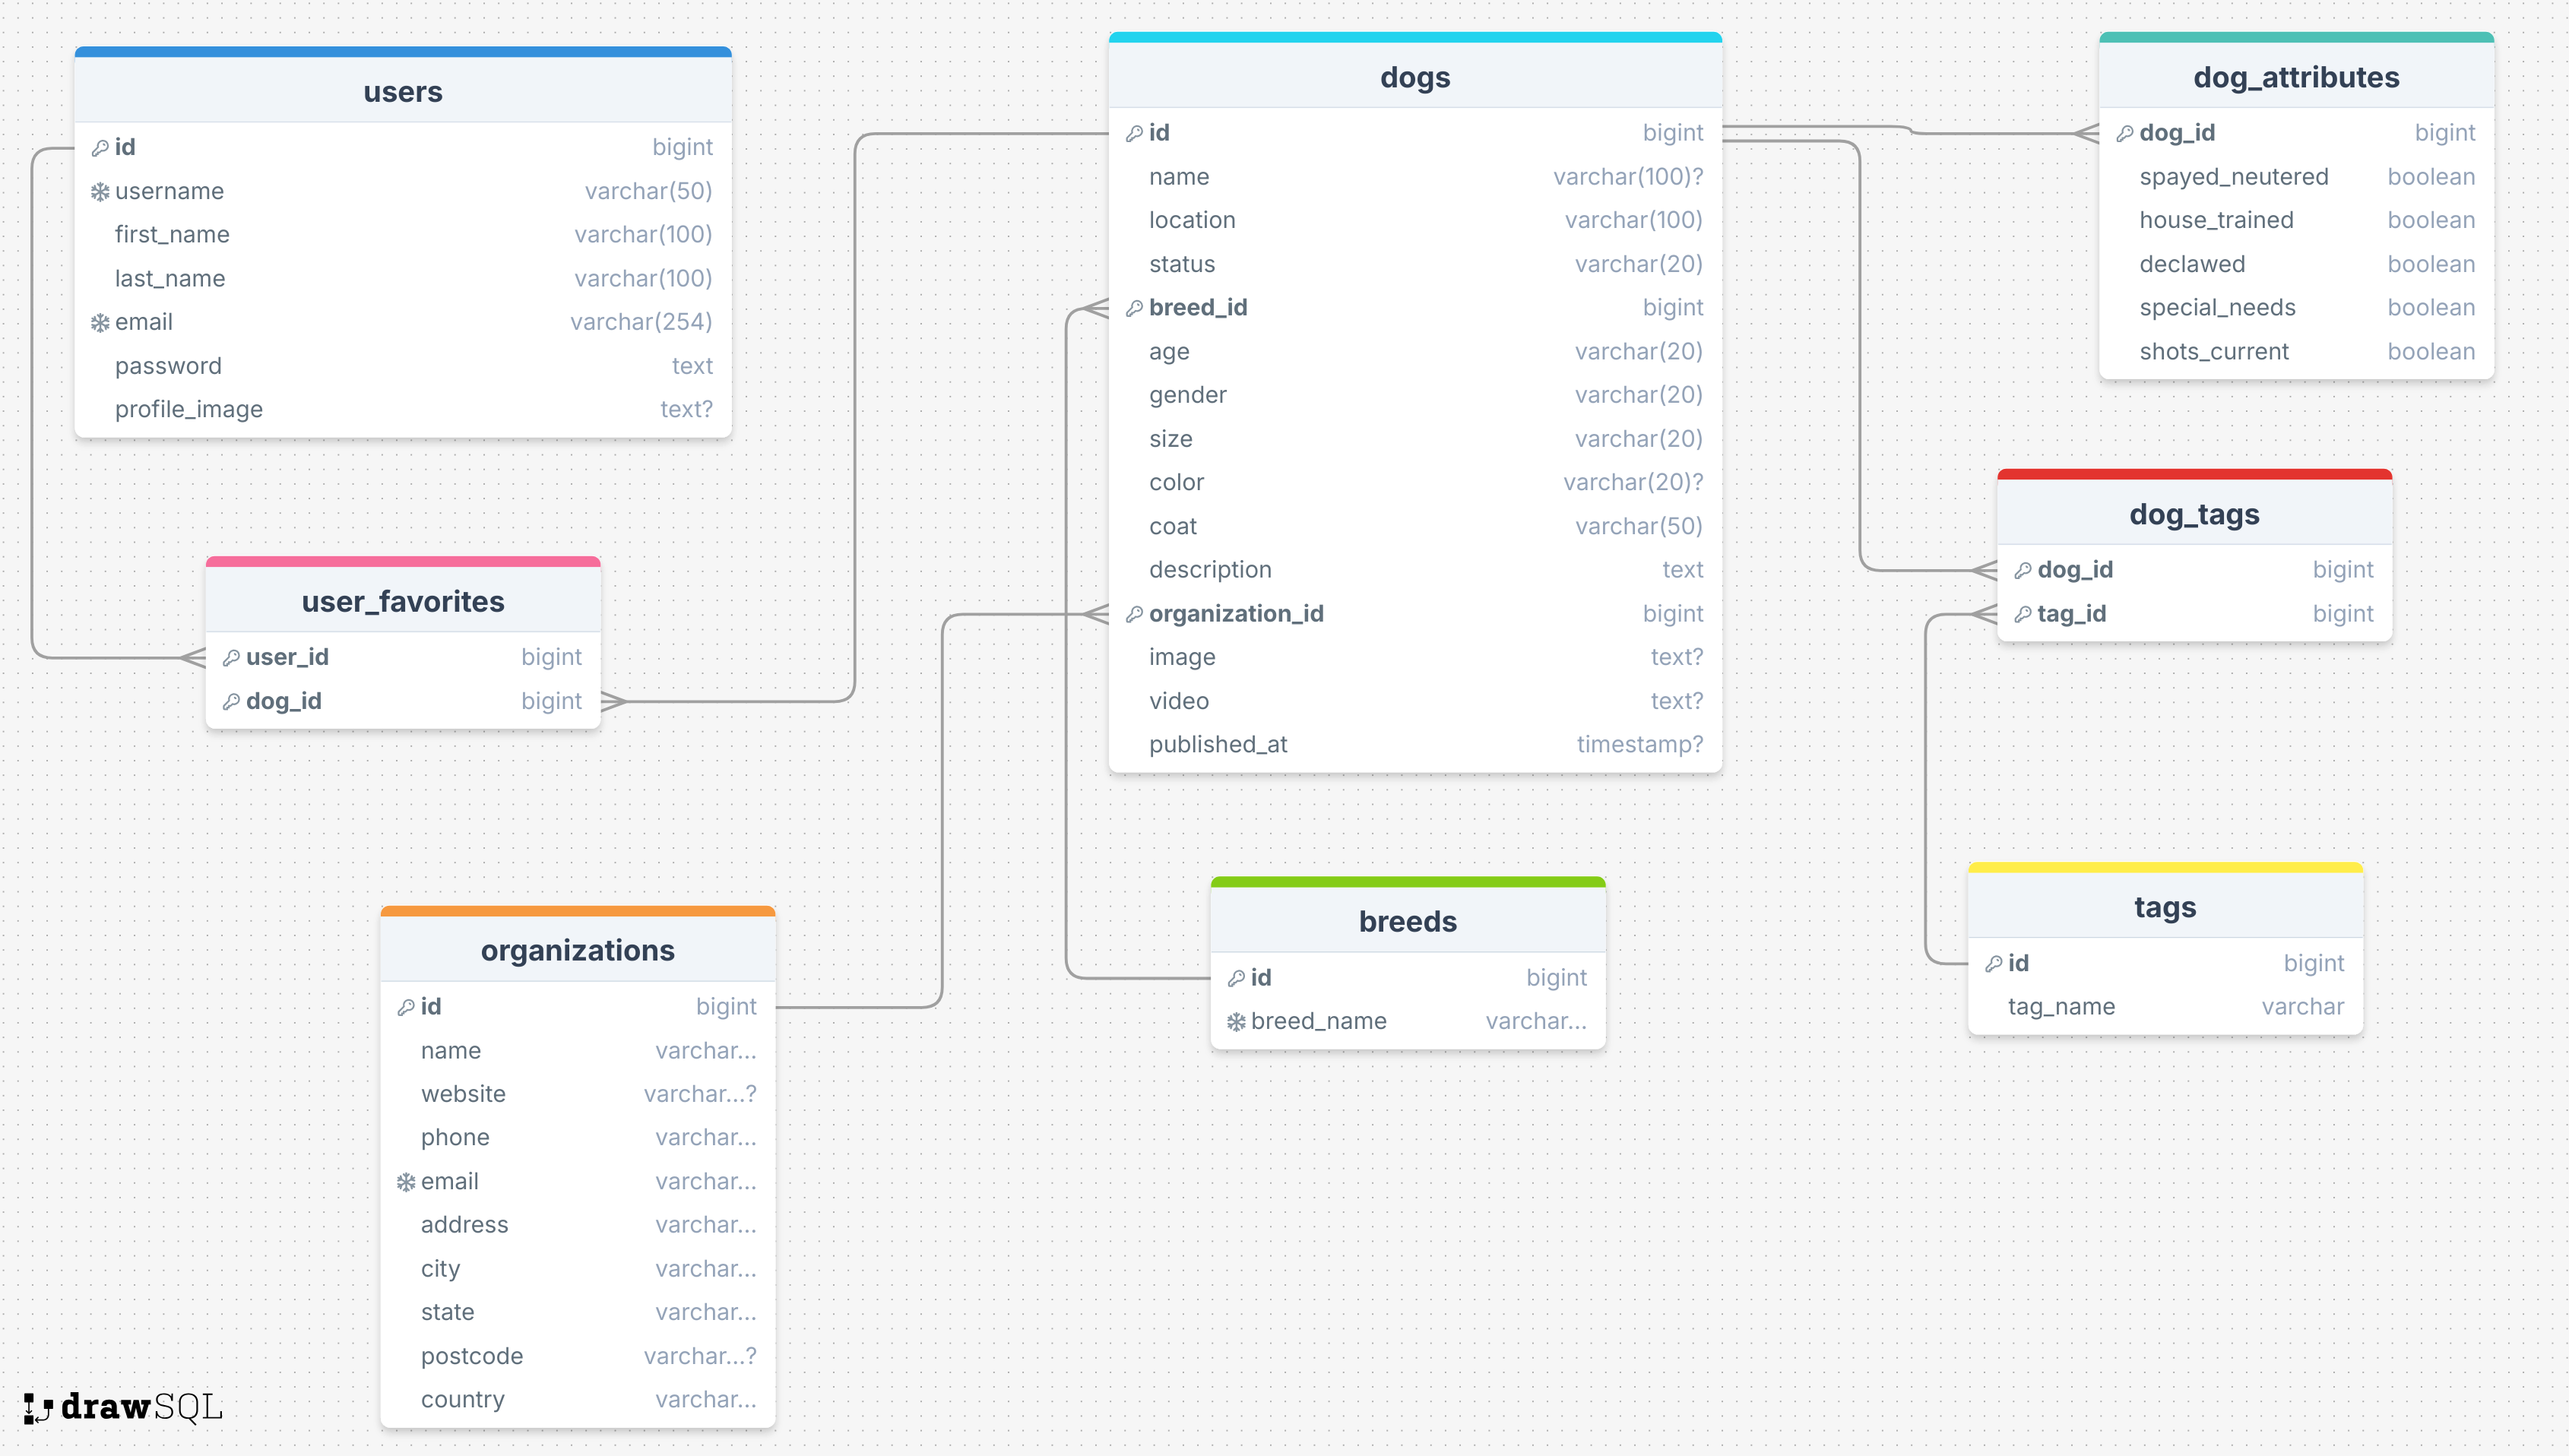 users
id bigint
username varchar(50)
first_name varchar(100)
last_name varchar(100)
email varchar(254)
password text
profile_image text?
user_favorites
user_id bigint
dog_id bigint
organizations
id bigint
name varchar...
website varchar...?
phone varchar...
email varchar...
address varchar...
city varchar...
state varchar...
postcode varchar...?
country varchar...
dogs
id bigint
name varchar(100)?
location varchar(100)
status varchar(20)
breed_id bigint
age varchar(20)
gender varchar(20)
size varchar(20)
color varchar(20)?
coat varchar(50)
description text
organization_id bigint
image text?
video text?
published_at timestamp?
breeds
id bigint
breed_name varchar...
dog_attributes
dog_id bigint
spayed_neutered boolean
house_trained boolean
declawed boolean
special_needs boolean
shots_current boolean
dog_tags
dog_id bigint
tag_id bigint
tags
id bigint
tag_name varchar
drawSQL